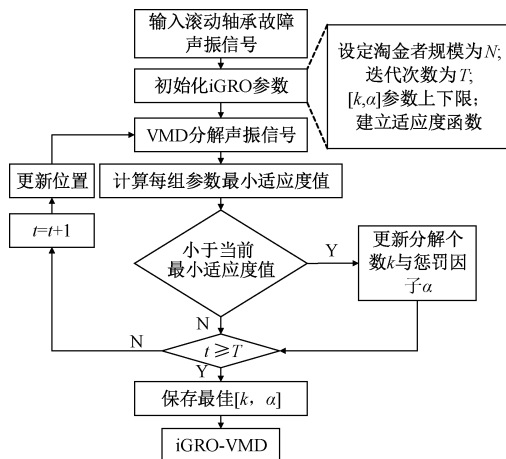 输入滚动轴承故障
声振信号
初始化iGRO参数
设定淘金者规模为N;
迭代次数为T;
[k,α]参数上下限；
建立适应度函数
VMD分解声振信号
更新位置
计算每组参数最小适应度值
t=t+1
小于当前
最小适应度值
Y
更新分解个
数k与惩罚因
子α
N
N
t≥T
Y
保存最佳[k，α]
iGRO-VMD